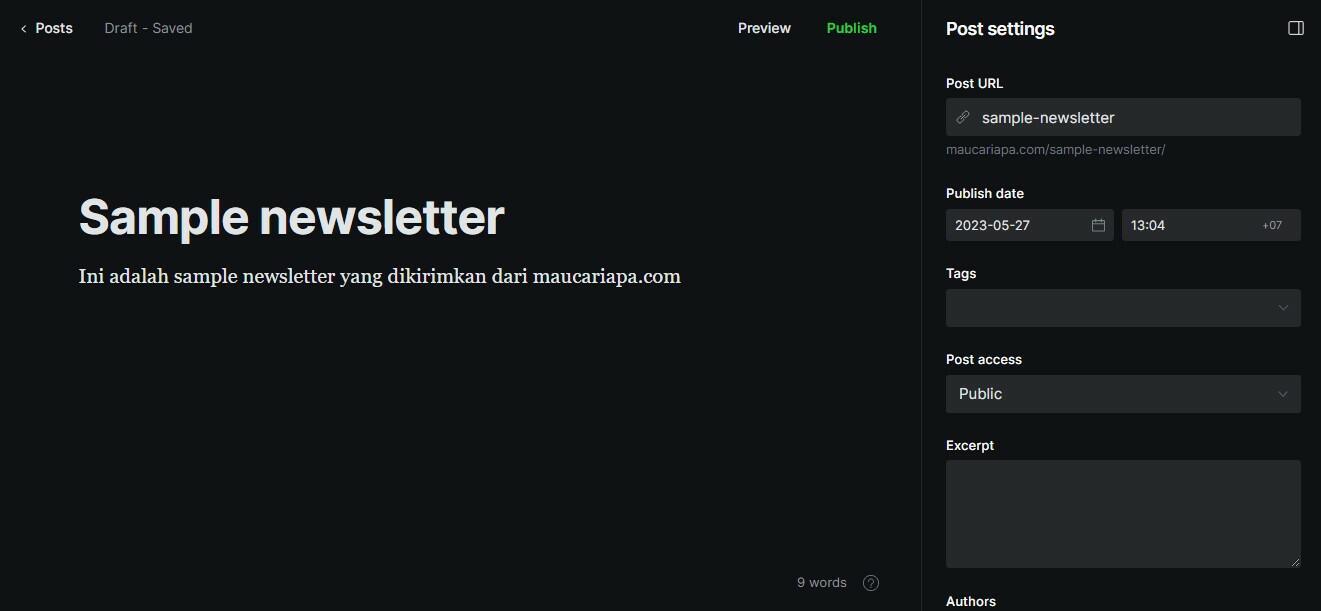 Posts
Draft - Saved
Preview
Publish
Sample newsletter
Ini adalah sample newsletter yang dikirimkan dari maucariapa.com
9 words
?
Post settings
Post URL
sample-newsletter
maucariapa.com/sample-newsletter/
Publish date
2023-05-27
13:04
+07
Tags
Post access
Public
Excerpt
Authors